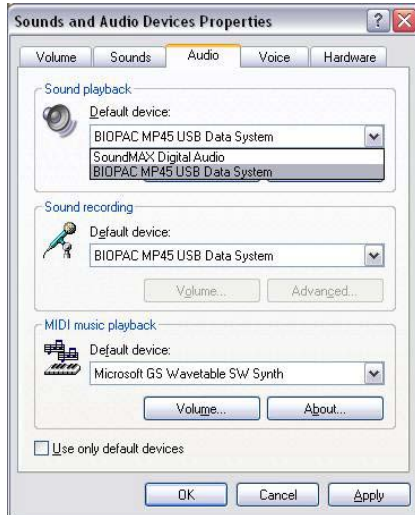 Sounds and Audio Devices Properties
Volume Sounds Audio Voice Hardware
Sound playback
Default device:
BIOPAC MP45 USB Data System
SoundMAX Digital Audio
BIOPAC MP45 USB Data System
Sound recording
Default device:
BIOPAC MP45 USB Data System
Volume... Advanced...
MIDI music playback
Default device:
Microsoft GS Wavetable SW Synth
Volume... About...
Use only default devices
OK Cancel Apply